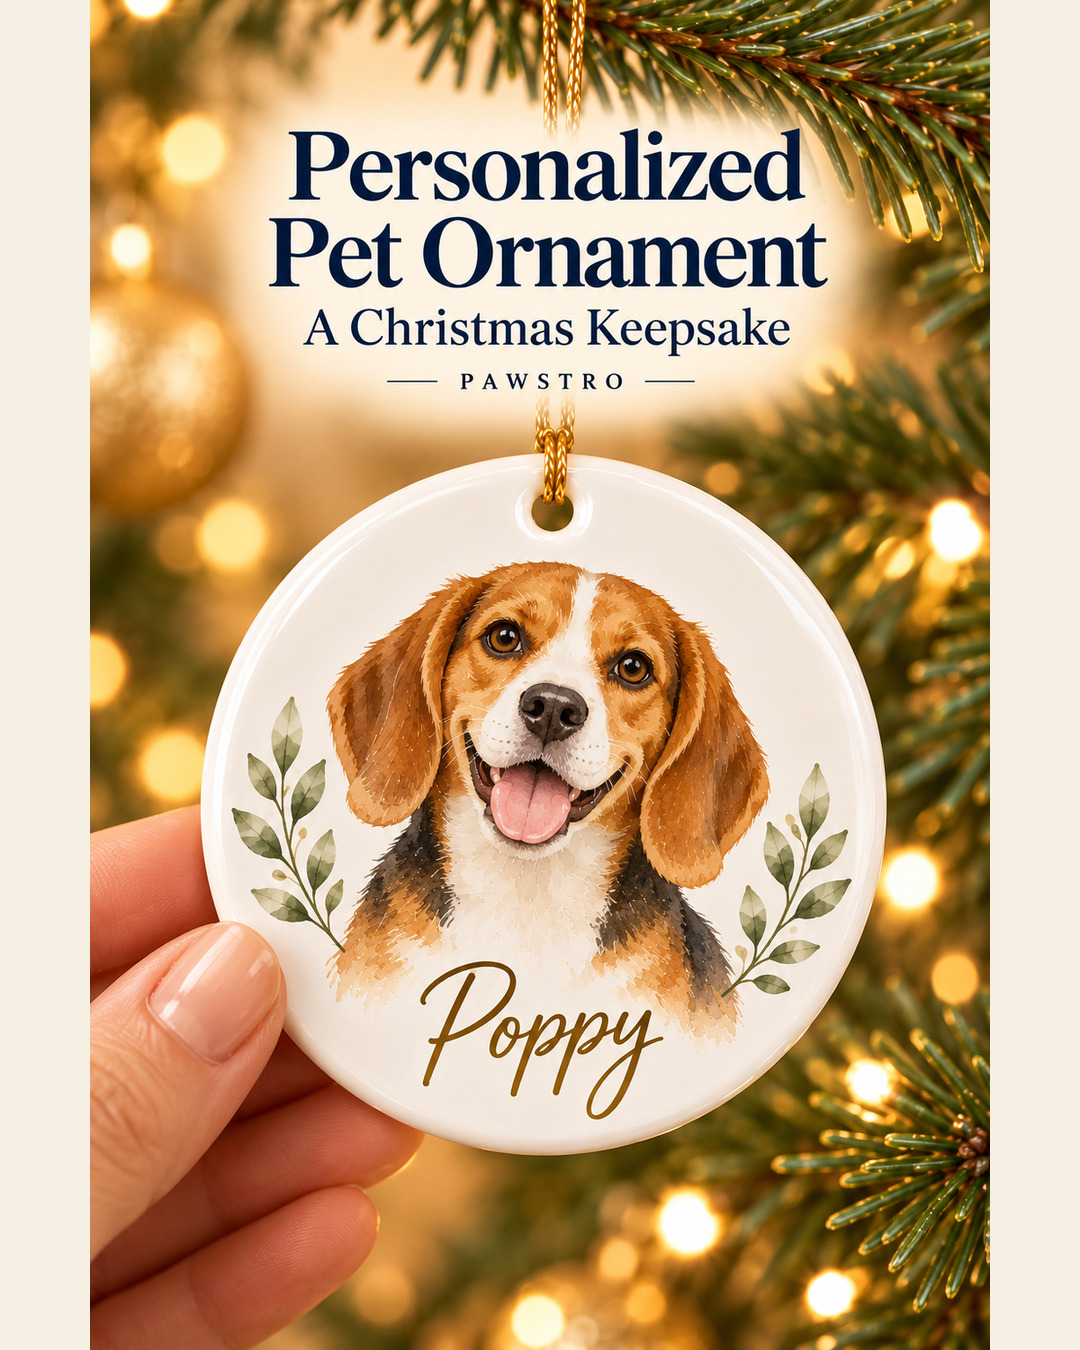 Personalized
Pet Ornament
A Christmas Keepsake
PAWSTRO
Poppy